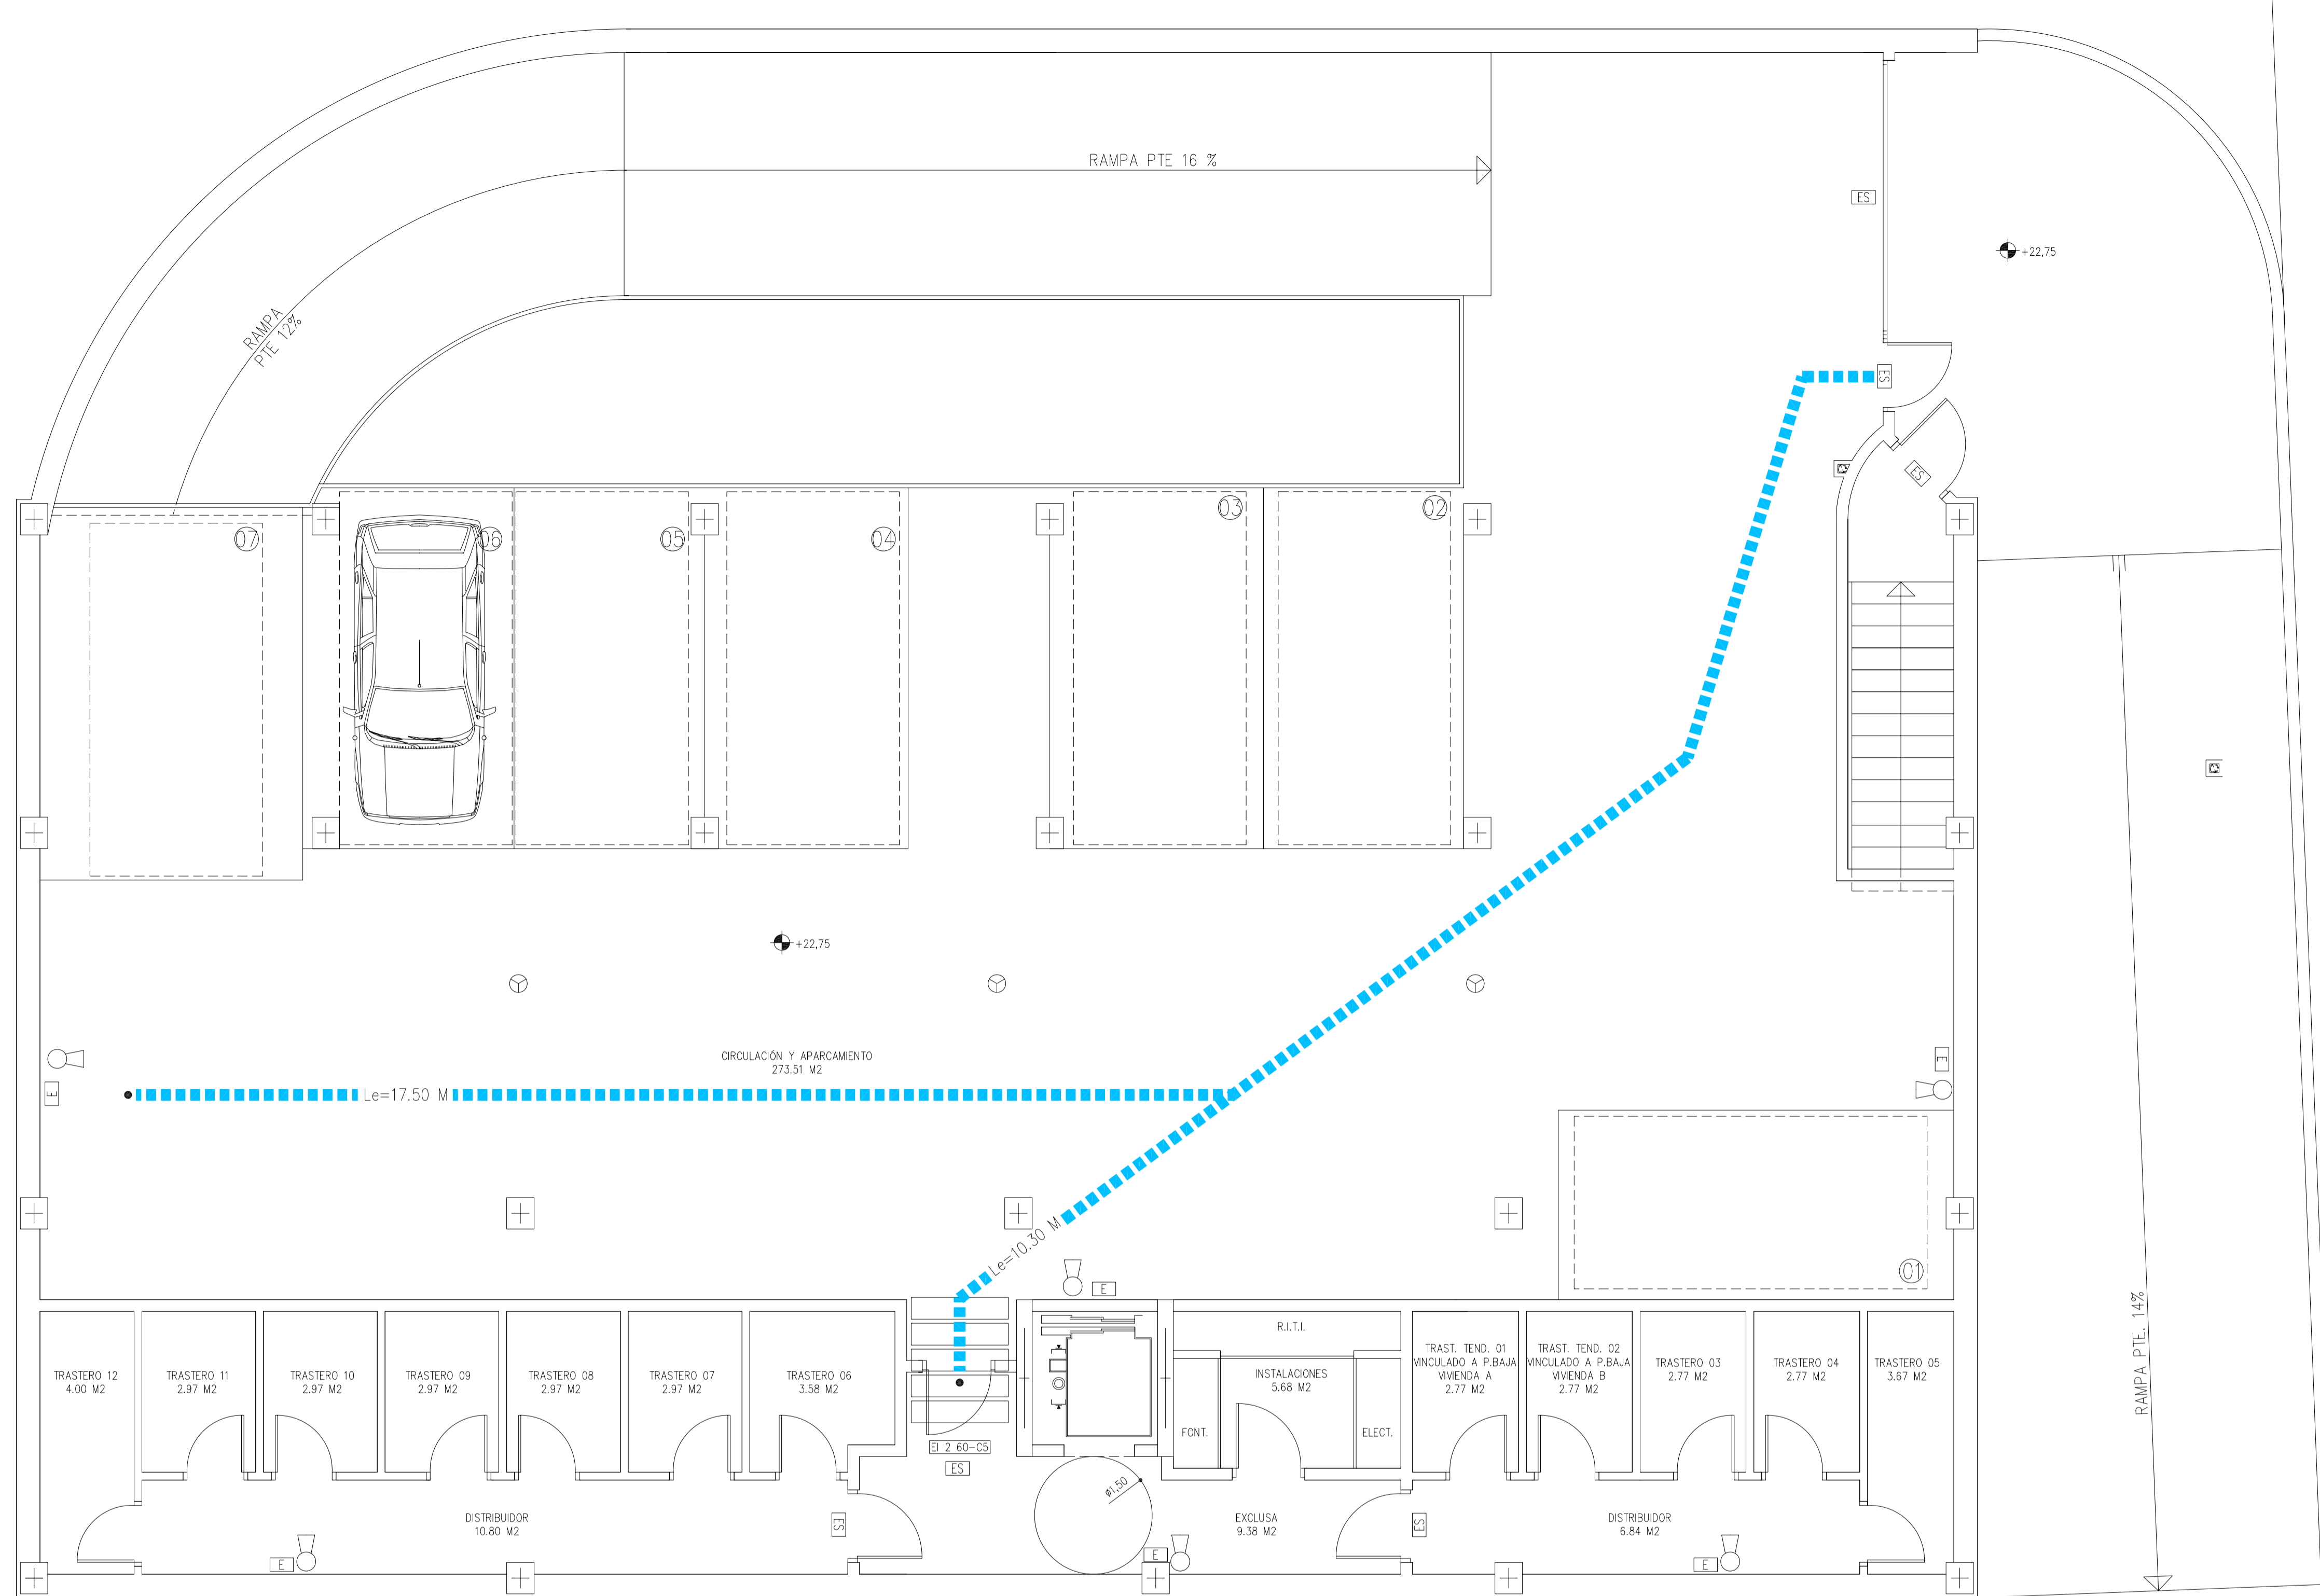 RAMPA PTE 16 %
ES
+22,75
RAMPA
PTE 12%
ES
ES
07
06
05
04
03
02
+22,75
CIRCULACIÓN Y APARCAMIENTO
273.51 M2
E
E
Le=17.50 M
Le=10.30 M
01
E
RAMPA PTE. 14%
TRASTERO 12
4.00 M2
TRASTERO 11
2.97 M2
TRASTERO 10
2.97 M2
TRASTERO 09
2.97 M2
TRASTERO 08
2.97 M2
TRASTERO 07
2.97 M2
TRASTERO 06
3.58 M2
R.I.T.I.
INSTALACIONES
5.68 M2
FONT.
ELECT.
TRAST. TEND. 01
VINCULADO A P.BAJA
VIVIENDA A
2.77 M2
TRAST. TEND. 02
VINCULADO A P.BAJA
VIVIENDA B
2.77 M2
TRASTERO 03
2.77 M2
TRASTERO 04
2.77 M2
TRASTERO 05
3.67 M2
EI 2 60-C5
ES
ø1,50
DISTRIBUIDOR
10.80 M2
ES
EXCLUSA
9.38 M2
ES
DISTRIBUIDOR
6.84 M2
E
E
E